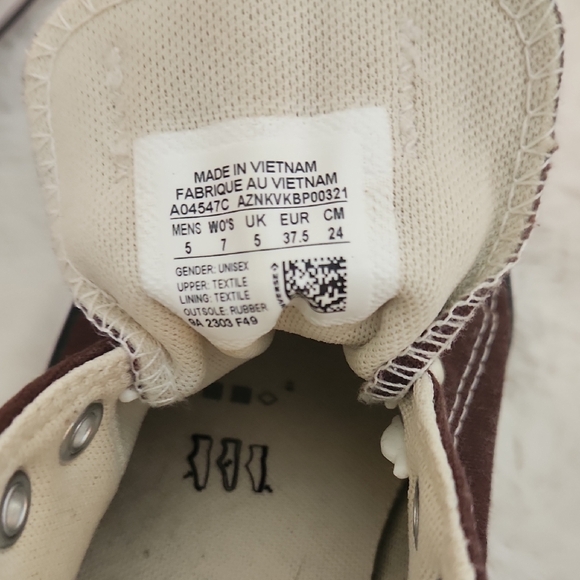 MADE IN VIETNAM
FABRIQUE AU VIETNAM
A04547C AZNKVKBP00321
MENS WO'S UK EUR CM
5 7 5 37.5 24
GENDER: UNISEX
UPPER: TEXTILE
LINING: TEXTILE
OUTSOLE: RUBBER
9A 2303 F49